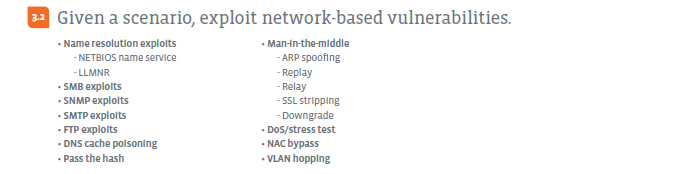 3.2 Given a scenario, exploit network-based vulnerabilities.
• Name resolution exploits
- NETBIOS name service
- LLMNR
• SMB exploits
• SNMP exploits
• SMTP exploits
• FTP exploits
• DNS cache poisoning
• Pass the hash
• Man-in-the-middle
- ARP spoofing
- Replay
- Relay
- SSL stripping
- Downgrade
• DoS/stress test
• NAC bypass
• VLAN hopping